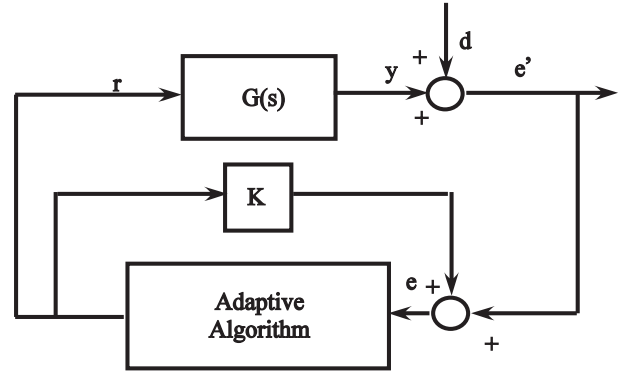 d
+
r
y
e’
G(s)
+
K
e
+
Adaptive
Algorithm
+